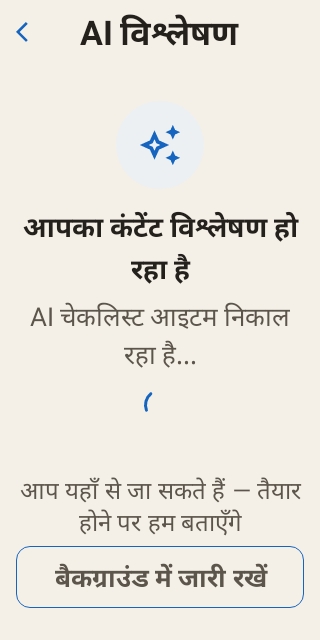 AI विश्लेषण
आपका कंटेंट विश्लेषण हो
रहा है
AI चेकलिस्ट आइटम निकाल
रहा है...
आप यहाँ से जा सकते हैं – तैयार
होने पर हम बताएँगे
बैकग्राउंड में जारी रखें